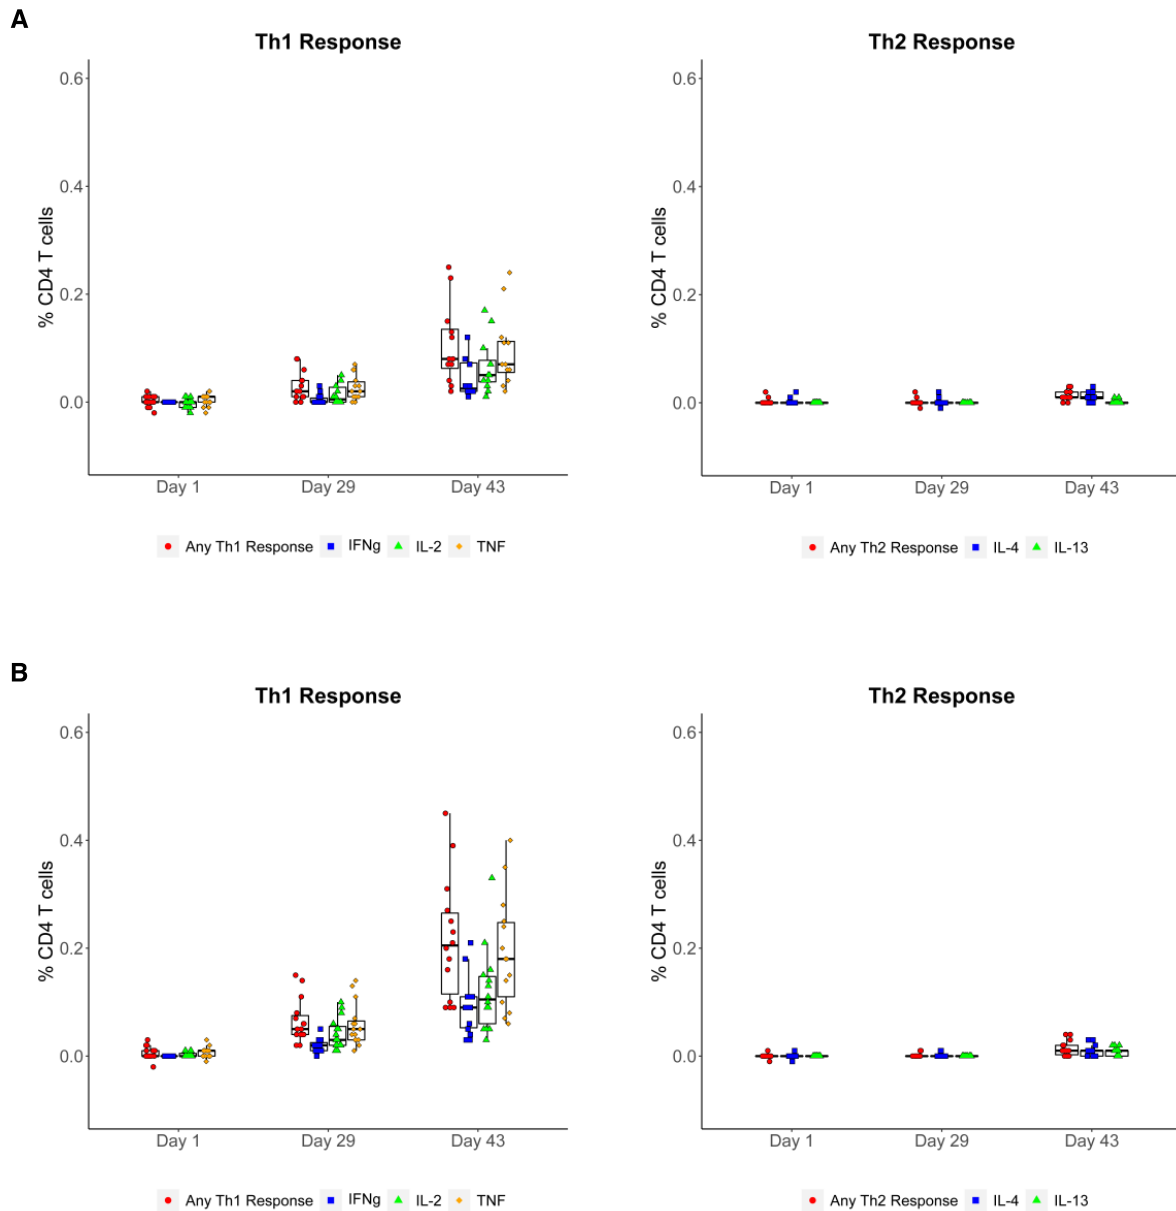 A
Th1 Response
Th2 Response
0.6
0.4
0.2
0.0
% CD4 T cells
Day 1 Day 29 Day 43
Any Th1 Response IFNg IL-2 TNF
0.6
0.4
0.2
0.0
% CD4 T cells
Day 1 Day 29 Day 43
Any Th2 Response IL-4 IL-13
B
Th1 Response
Th2 Response
0.6
0.4
0.2
0.0
% CD4 T cells
Day 1 Day 29 Day 43
Any Th1 Response IFNg IL-2 TNF
0.6
0.4
0.2
0.0
% CD4 T cells
Day 1 Day 29 Day 43
Any Th2 Response IL-4 IL-13